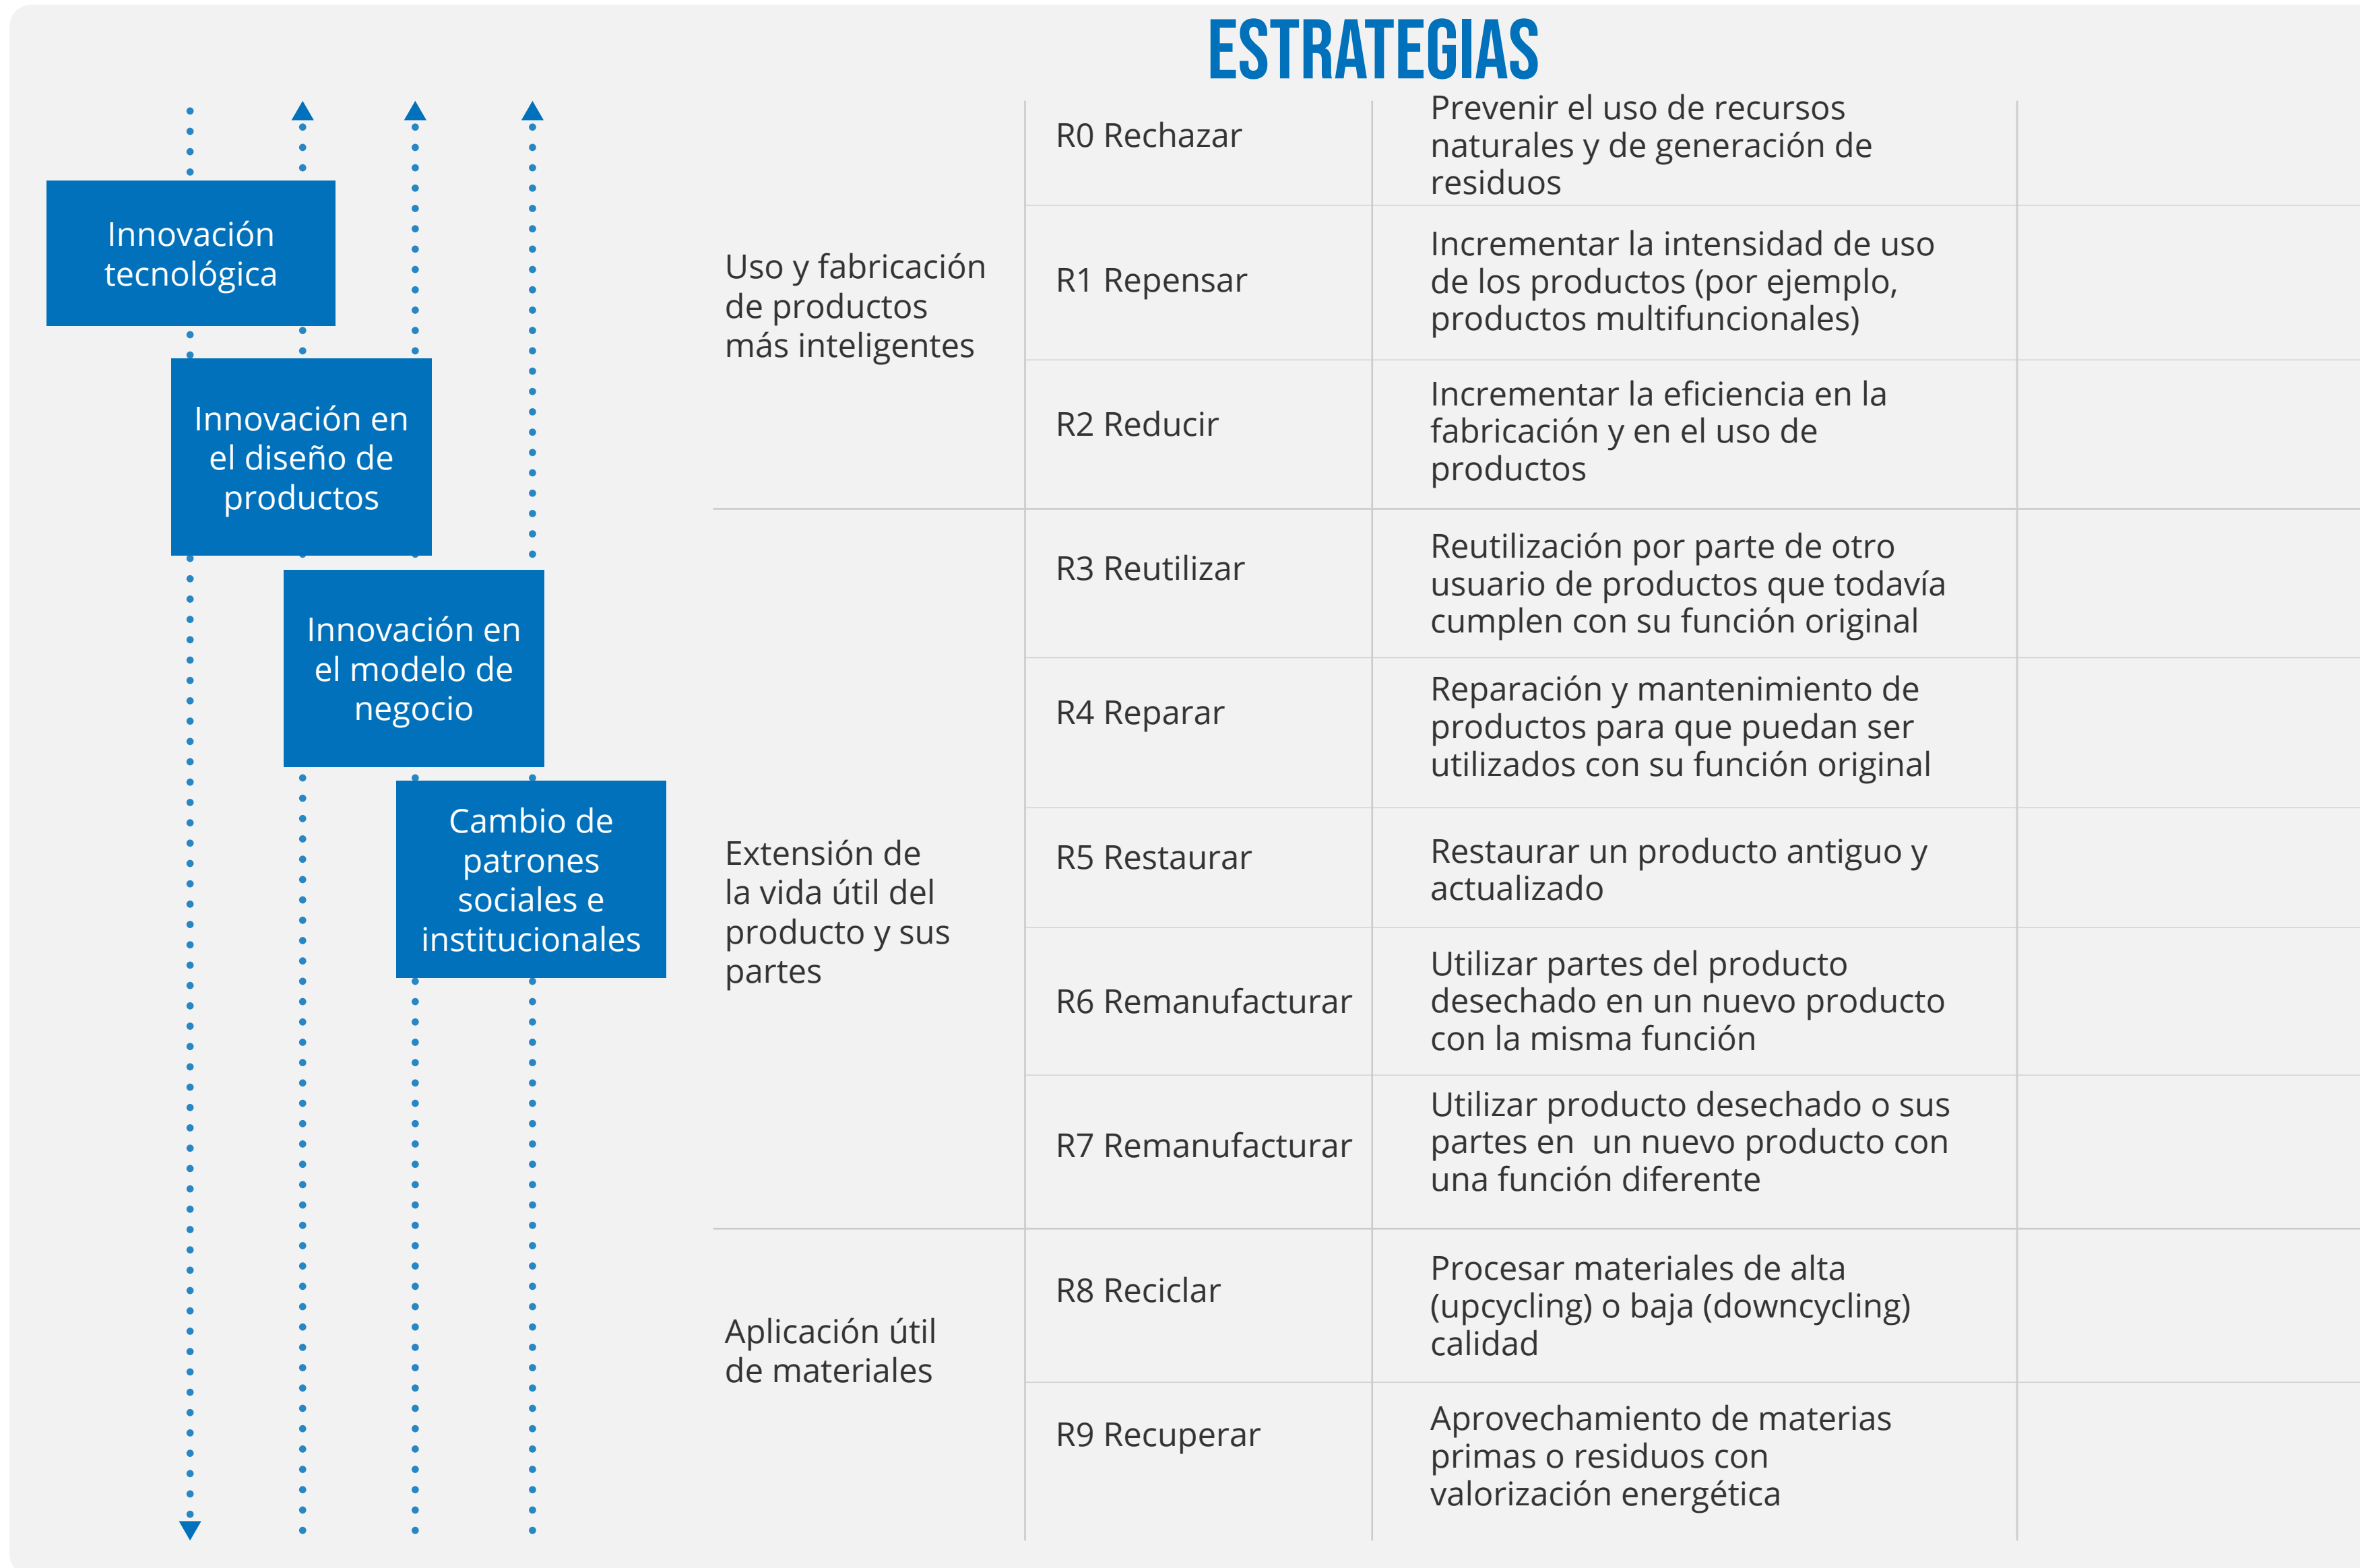 ESTRATEGIAS
Innovación
tecnológica
Innovación en
el diseño de
productos
Innovación en
el modelo de
negocio
Cambio de
patrones
sociales e
institucionales
Uso y fabricación
de productos
más inteligentes
R0 Rechazar
Prevenir el uso de recursos
naturales y de generación de
residuos
R1 Repensar
Incrementar la intensidad de uso
de los productos (por ejemplo,
productos multifuncionales)
R2 Reducir
Incrementar la eficiencia en la
fabricación y en el uso de
productos
Extensión de
la vida útil del
producto y sus
partes
R3 Reutilizar
Reutilización por parte de otro
usuario de productos que todavía
cumplen con su función original
R4 Reparar
Reparación y mantenimiento de
productos para que puedan ser
utilizados con su función original
R5 Restaurar
Restaurar un producto antiguo y
actualizado
R6 Remanufacturar
Utilizar partes del producto
desechado en un nuevo producto
con la misma función
R7 Remanufacturar
Utilizar producto desechado o sus
partes en  un nuevo producto con
una función diferente
Aplicación útil
de materiales
R8 Reciclar
Procesar materiales de alta
(upcycling) o baja (downcycling)
calidad
R9 Recuperar
Aprovechamiento de materias
primas o residuos con
valorización energética